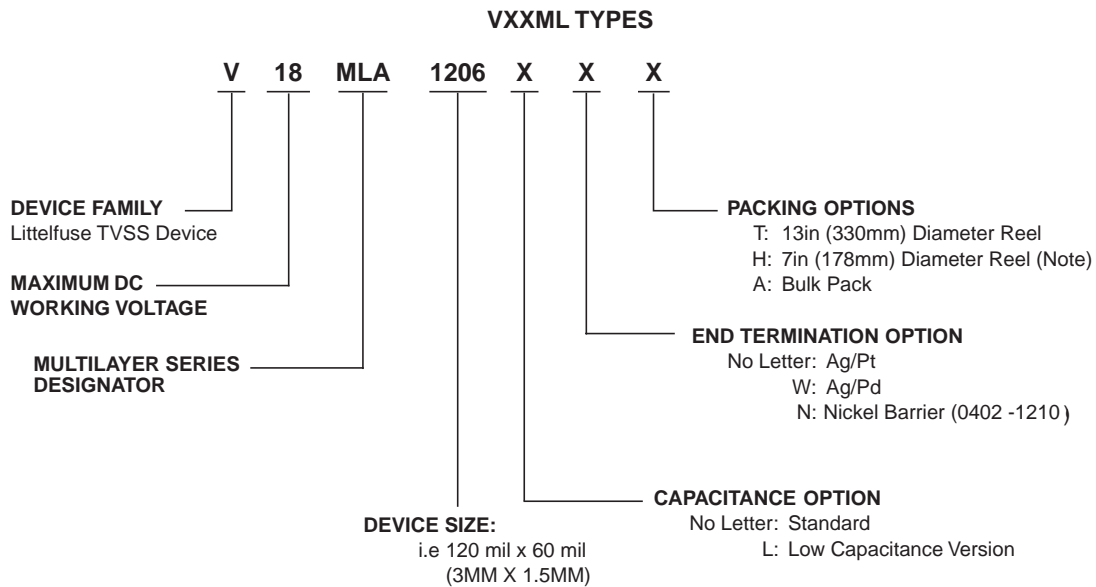 VXXML TYPES
V 18 MLA 1206 X X X
DEVICE FAMILY
Littelfuse TVSS Device
MAXIMUM DC
WORKING VOLTAGE
MULTILAYER SERIES
DESIGNATOR
DEVICE SIZE:
i.e 120 mil x 60 mil
(3MM X 1.5MM)
PACKING OPTIONS
T: 13in (330mm) Diameter Reel
H: 7in (178mm) Diameter Reel (Note)
A: Bulk Pack
END TERMINATION OPTION
No Letter: Ag/Pt
W: Ag/Pd
N: Nickel Barrier (0402 -1210 )
CAPACITANCE OPTION
No Letter: Standard
L: Low Capacitance Version